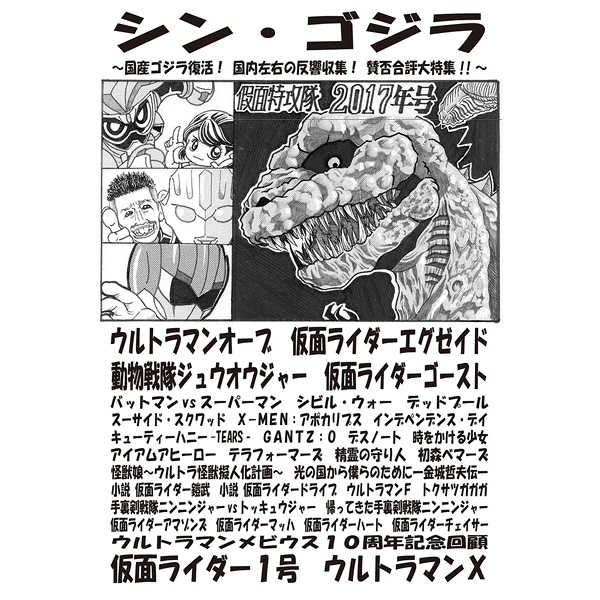 シン・ゴジラ
～国産ゴジラ復活！ 国内左右の反響収集！ 賛否合評大特集！！～
假面特攻隊 2017年号
ウルトラマンオーブ 仮面ライダーエグゼイド
動物戦隊ジュウオウジャー 仮面ライダーゴースト
バットマンvsスーパーマン シビル・ウォー デッドプール
スーサイド・スクワッド X-MEN：アポカリプス インデペンデンス・デイ
キューティーハニー-TEARS- GANTZ：O デスノート 時をかける少女
アイアムアヒーロー テラフォーマーズ 精霊の守り人 初森ベマーズ
怪獣娘～ウルトラ怪獣擬人化計画～ 光の国から僕らのために―金城哲夫伝―
小説 仮面ライダー鎧武 小説 仮面ライダードライブ ウルトラマンF トクサツガガガ
手裏剣戦隊ニンニンジャーvsトッキュウジャー 帰ってきた手裏剣戦隊ニンニンジャー
仮面ライダーアマゾンズ 仮面ライダーマッハ 仮面ライダーハート 仮面ライダーチェイサー
ウルトラマンメビウス10周年記念回顧
仮面ライダー1号 ウルトラマンX